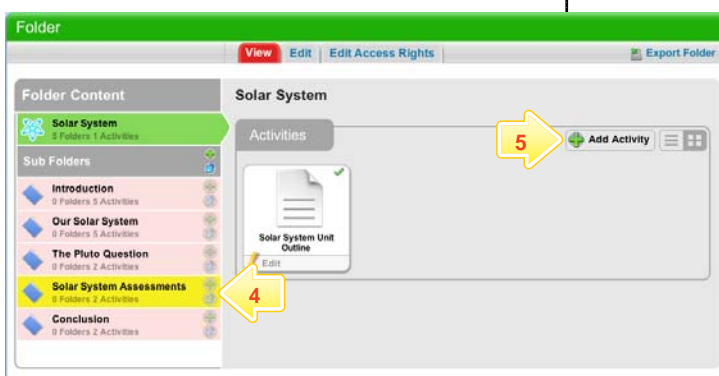 Folder
View Edit Edit Access Rights Export Folder
Folder Content
Solar System
5 Folders 1 Activities
Sub Folders
Introduction
0 Folders 5 Activities
Our Solar System
0 Folders 5 Activities
The Pluto Question
0 Folders 2 Activities
Solar System Assessments
0 Folders 2 Activities
Conclusion
0 Folders 2 Activities
4
Solar System
Activities
5
Add Activity
Solar System Unit
Outline
Edit